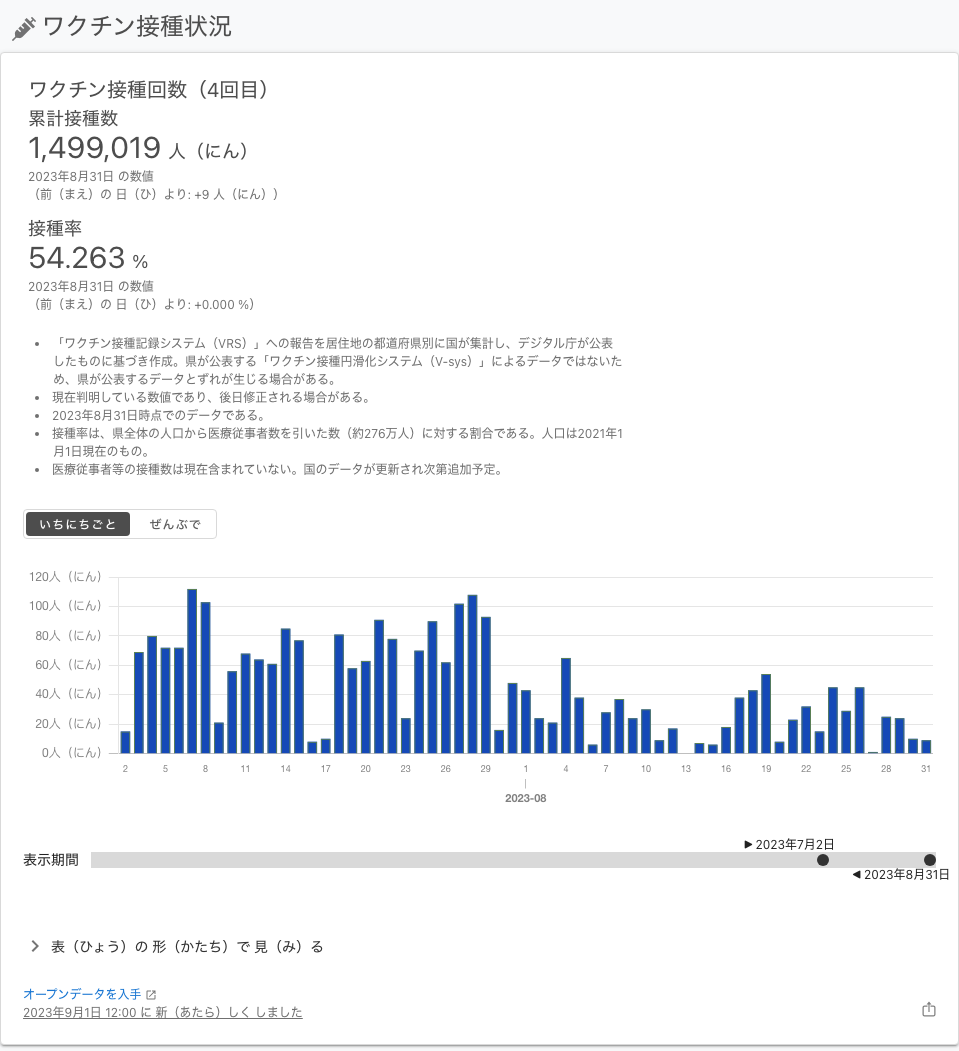 ワクチン接種状況
ワクチン接種回数（4回目）
累計接種数
1,499,019 人（にん）
2023年8月31日 の数値
（前（まえ）の 日（ひ）より: +9 人（にん））
接種率
54.263 %
2023年8月31日 の数値
（前（まえ）の 日（ひ）より: +0.000 %）
• 「ワクチン接種記録システム（VRS）」への報告を居住地の都道府県別に国が集計し、デジタル庁が公表
したものに基づき作成。県が公表する「ワクチン接種円滑化システム（V-sys）」によるデータではないた
め、県が公表するデータとずれが生じる場合がある。
• 現在判明している数値であり、後日修正される場合がある。
• 2023年8月31日時点でのデータである。
• 接種率は、県全体の人口から医療従事者数を引いた数（約276万人）に対する割合である。人口は2021年1
月1日現在のもの。
• 医療従事者等の接種数は現在含まれていない。国のデータが更新され次第追加予定。
いちにちごと ぜんぶで
120人（にん）
100人（にん）
80人（にん）
60人（にん）
40人（にん）
20人（にん）
0人（にん）
2 5 8 11 14 17 20 23 26 29 1 4 7 10 13 16 19 22 25 28 31
2023-08
▶ 2023年7月2日
表示期間
◀ 2023年8月31日
表（ひょう）の 形（かたち）で 見（み）る
オープンデータを入手
2023年9月1日 12:00 に 新（あたら）しく しました